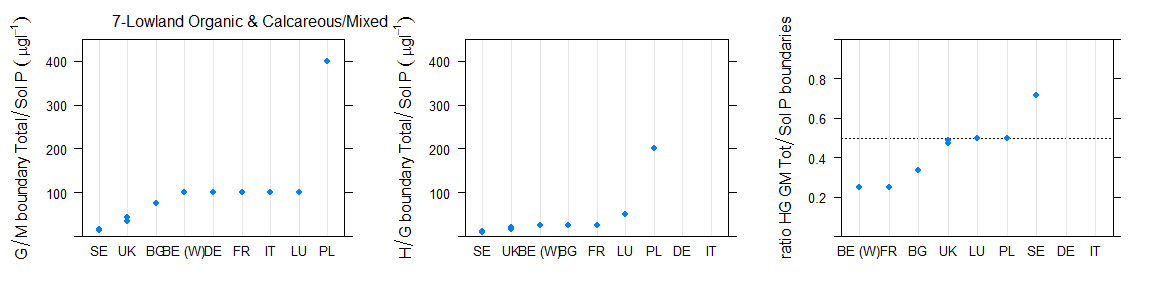 7-Lowland Organic & Calcareous/Mixed
G/M boundary Total/Sol P ( μgl⁻¹)
400
300
200
100
SE UK BG BE (W) DE FR IT LU PL
H/G boundary Total/Sol P ( μgl⁻¹)
400
300
200
100
SE UK BE (W) BG FR LU PL DE IT
ratio HG GM Tot/ Sol P boundaries
0.8
0.6
0.4
0.2
BE (W) FR BG UK LU PL SE DE IT